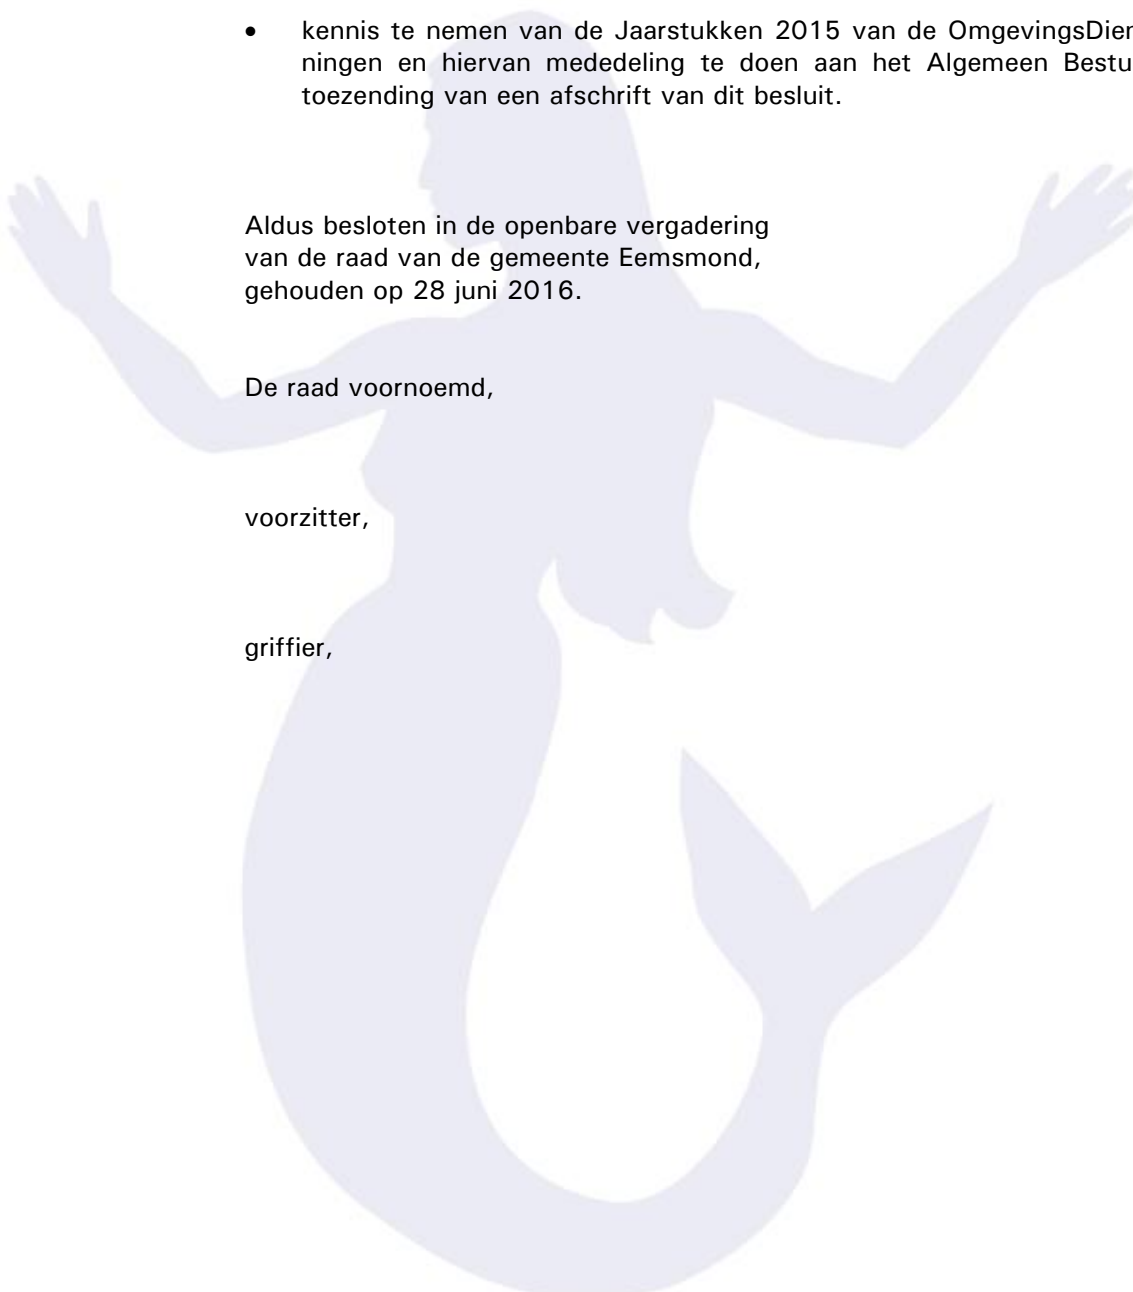 • kennis te nemen van de Jaarstukken 2015 van de OmgevingsDien
ningen en hiervan mededeling te doen aan het Algemeen Bestu
toezending van een afschrift van dit besluit.
Aldus besloten in de openbare vergadering
van de raad van de gemeente Eemsmond,
gehouden op 28 juni 2016.
De raad voornoemd,
voorzitter,
griffier,